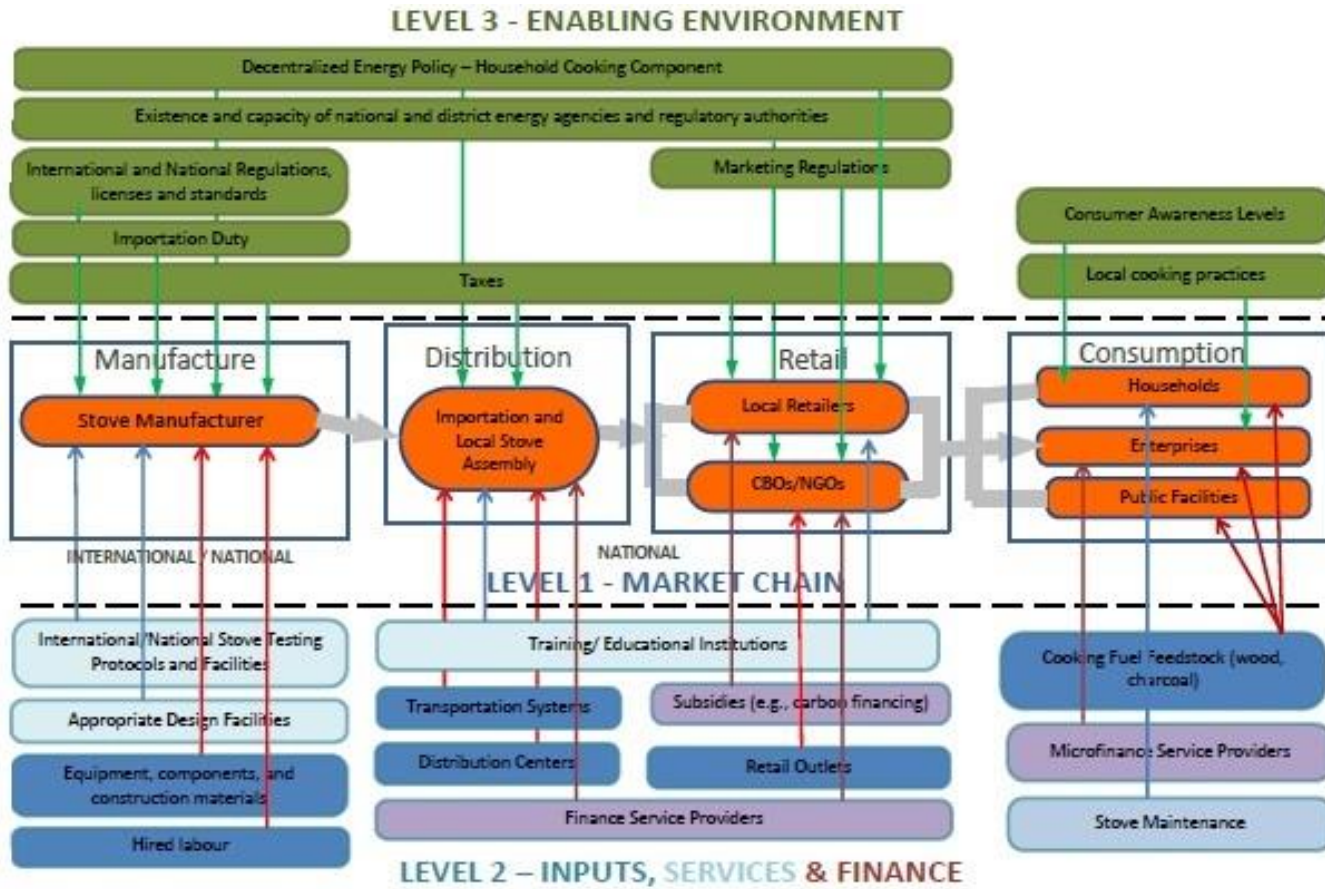 LEVEL 3 - ENABLING ENVIRONMENT
Decentralized Energy Policy – Household Cooking Component
Existence and capacity of national and district energy agencies and regulatory authorities
International and National Regulations,
licenses and standards
Marketing Regulations
Importation Duty
Consumer Awareness Levels
Taxes
Local cooking practices
Manufacture
Stove Manufacturer
Distribution
Importation and
Local Stove
Assembly
Retail
Local Retailers
CBOs/NGOs
Consumption
Households
Enterprises
Public Facilities
INTERNATIONAL / NATIONAL
NATIONAL
LEVEL 1 - MARKET CHAIN
International/National Stove Testing
Protocols and Facilities
Appropriate Design Facilities
Equipment, components, and
construction materials
Hired labour
Training/ Educational Institutions
Transportation Systems
Subsidies (e.g., carbon financing)
Distribution Centers
Retail Outlets
Finance Service Providers
Cooking Fuel Feedstock (wood,
charcoal)
Microfinance Service Providers
Stove Maintenance
LEVEL 2 – INPUTS, SERVICES & FINANCE